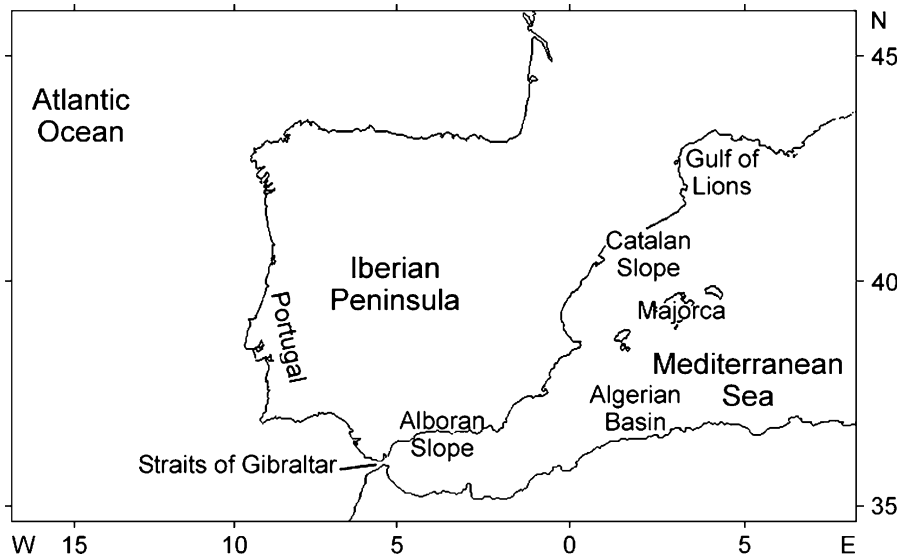 N
45
Atlantic
Ocean
Gulf of
Lions
Catalan
Slope
Iberian
Peninsula
40
Majorca
Portugal
Mediterranean
Sea
Algerian
Basin
Alboran
Slope
Straits of Gibraltar
35
W 15 10 5 0 5 E